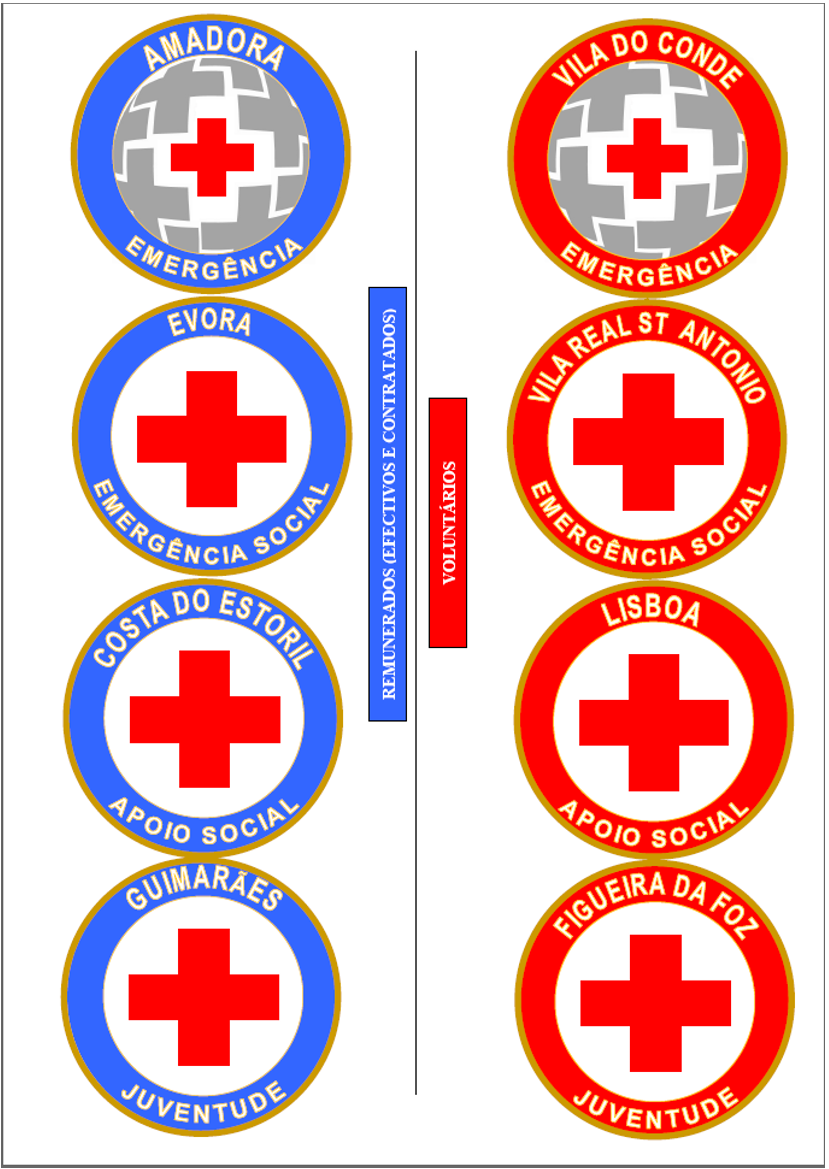 AMADORA
EMERGÊNCIA
EVORA
EMERGÊNCIA SOCIAL
COSTA DO ESTORIL
APOIO SOCIAL
GUIMARÃES
JUVENTUDE
REMUNERADOS (EFECTIVOS E CONTRATADOS)
VOLUNTÁRIOS
VILA DO CONDE
EMERGÊNCIA
VILA REAL ST ANTONIO
EMERGÊNCIA SOCIAL
LISBOA
APOIO SOCIAL
FIGUEIRA DA FOZ
JUVENTUDE